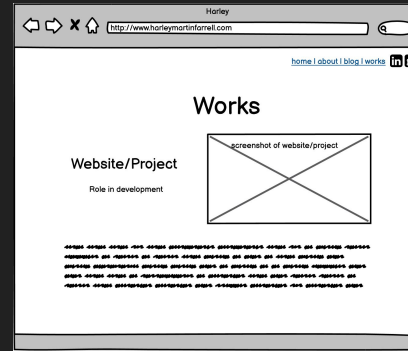 Harley
http://www.harleymartinfarrell.com
home | about | blog | works in
Works
screenshot of website/project
Website/Project
Role in development